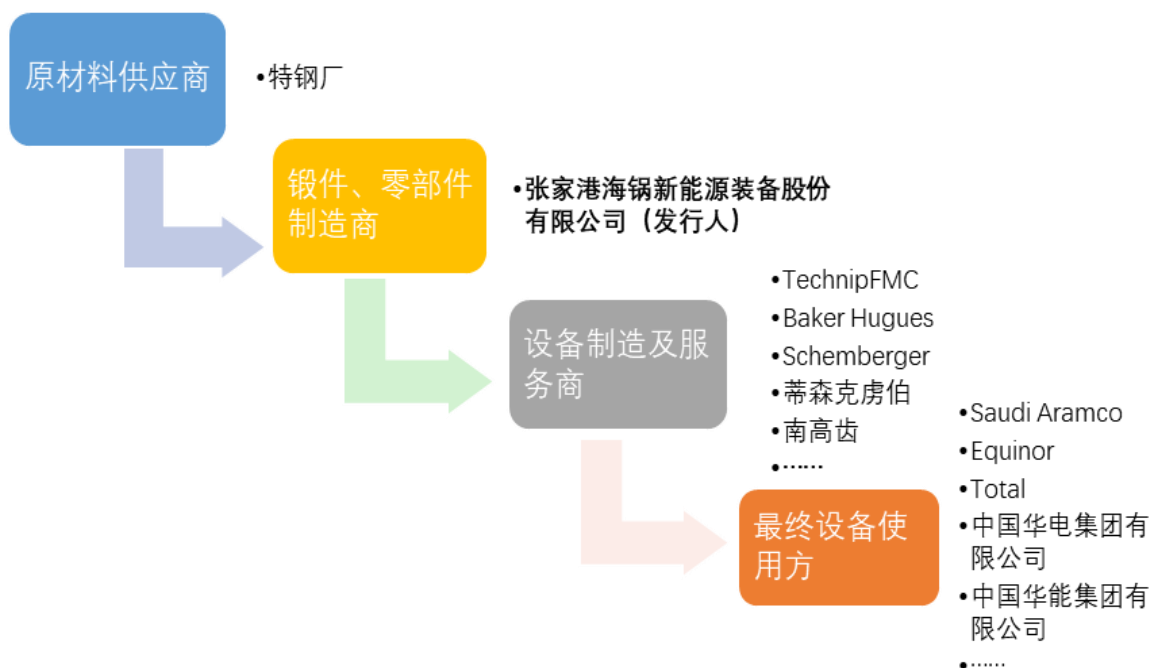 原材料供应商
•特钢厂
锻件、零部件
制造商
•张家港海锅新能源装备股份
有限公司（发行人）
设备制造及服
务商
•TechnipFMC
•Baker Hugues
•Schemberger
•蒂森克虏伯
•南高齿
•……
最终设备使
用方
•Saudi Aramco
•Equinor
•Total
•中国华电集团有
限公司
•中国华能集团有
限公司
•……